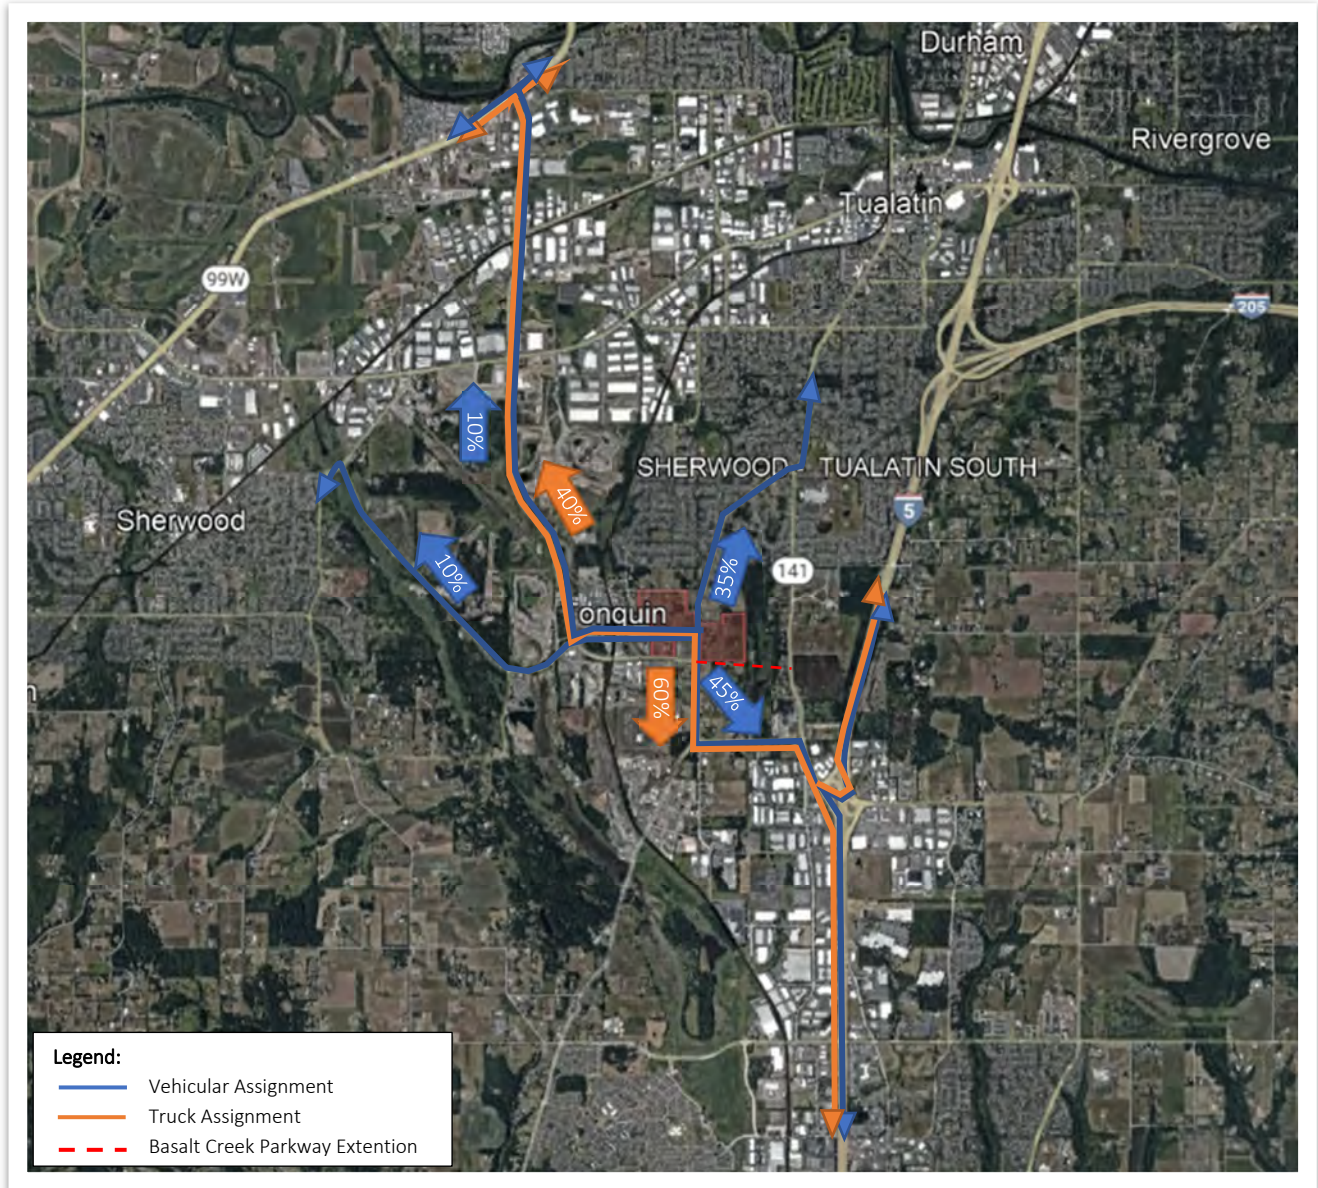 Durham
Rivergrove
Tualatin
99W
205
10%
SHERWOOD - TUALATIN SOUTH
40%
5
Sherwood
10%
35%
141
onquin
60%
45%
n
Legend:
Vehicular Assignment
Truck Assignment
Basalt Creek Parkway Extention